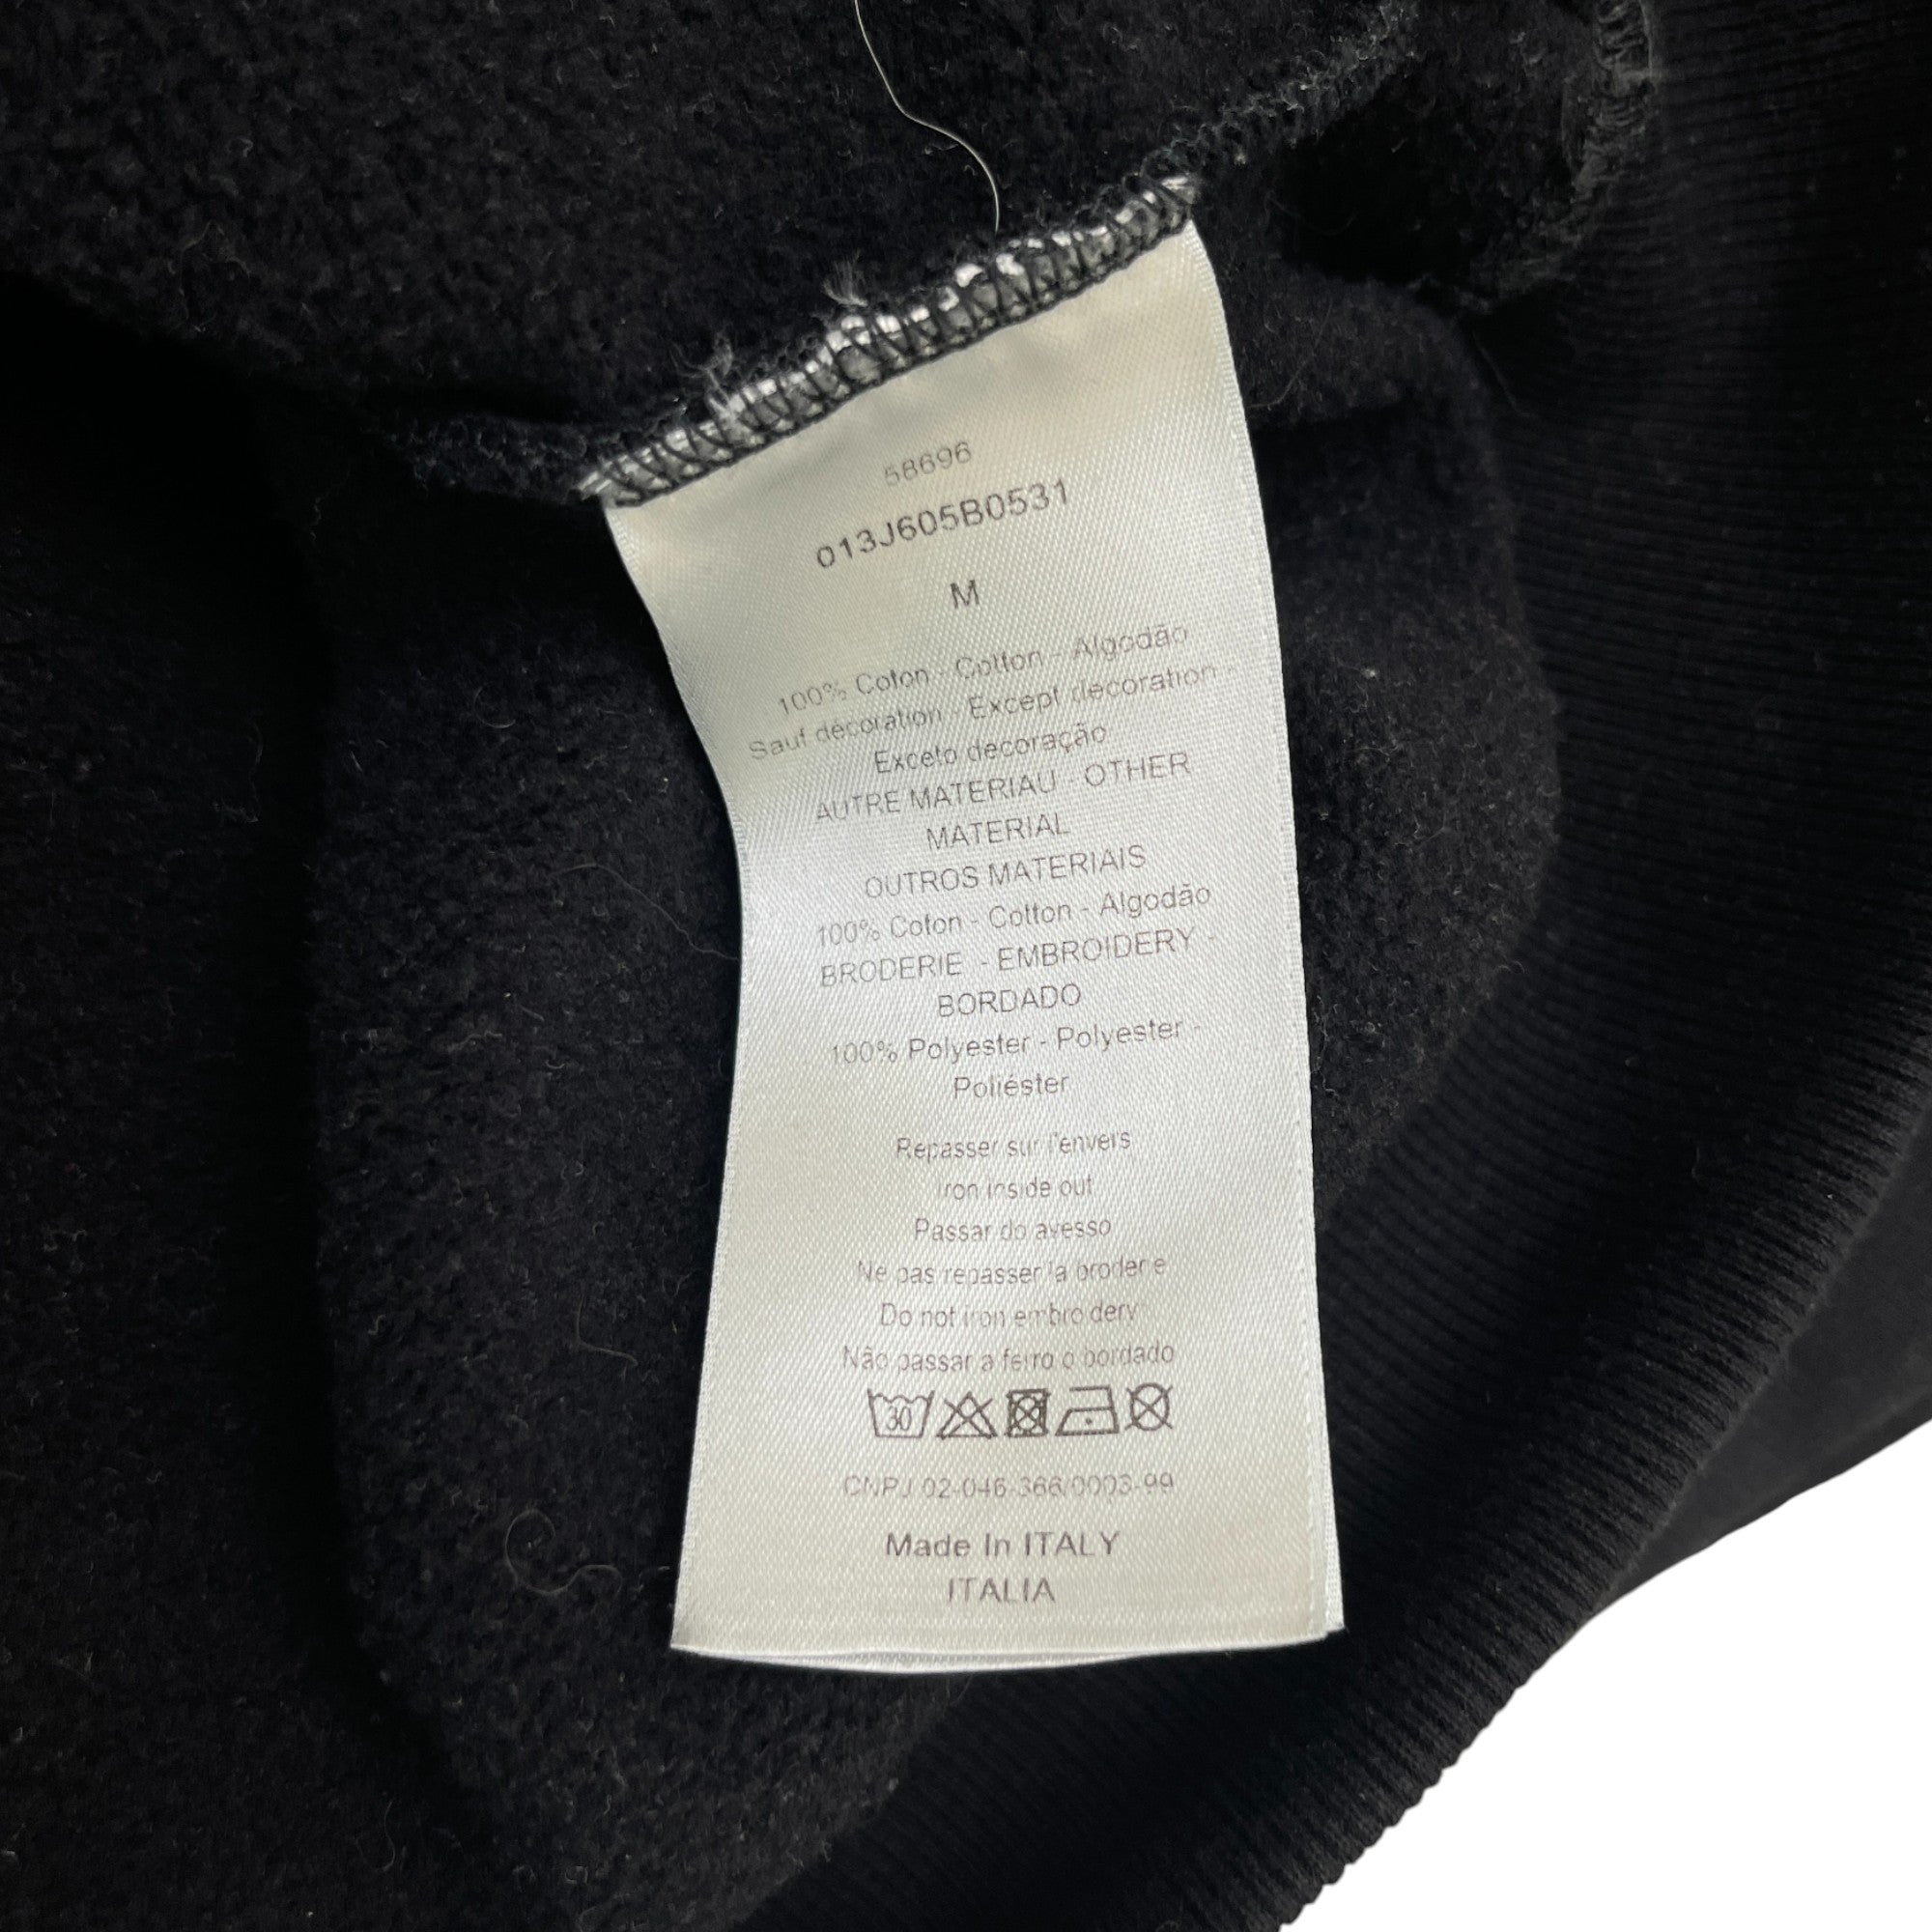 58696
013J605B0531
M
100% Coton - Cotton - Algodão
Sauf décoration - Except decoration -
Exceto decoração
AUTRE MATERIAU - OTHER
MATERIAL
OUTROS MATERIAIS
100% Coton - Cotton - Algodão
BRODERIE - EMBROIDERY -
BORDADO
100% Polyester - Polyester -
Poliéster
Repasser sur l'envers
Iron inside out
Passar do avesso
Ne pas repasser la broderie
Do not iron embroidery
Não passar a ferro o bordado
30
CNPJ 02-046-366/0003-99
Made In ITALY
ITALIA